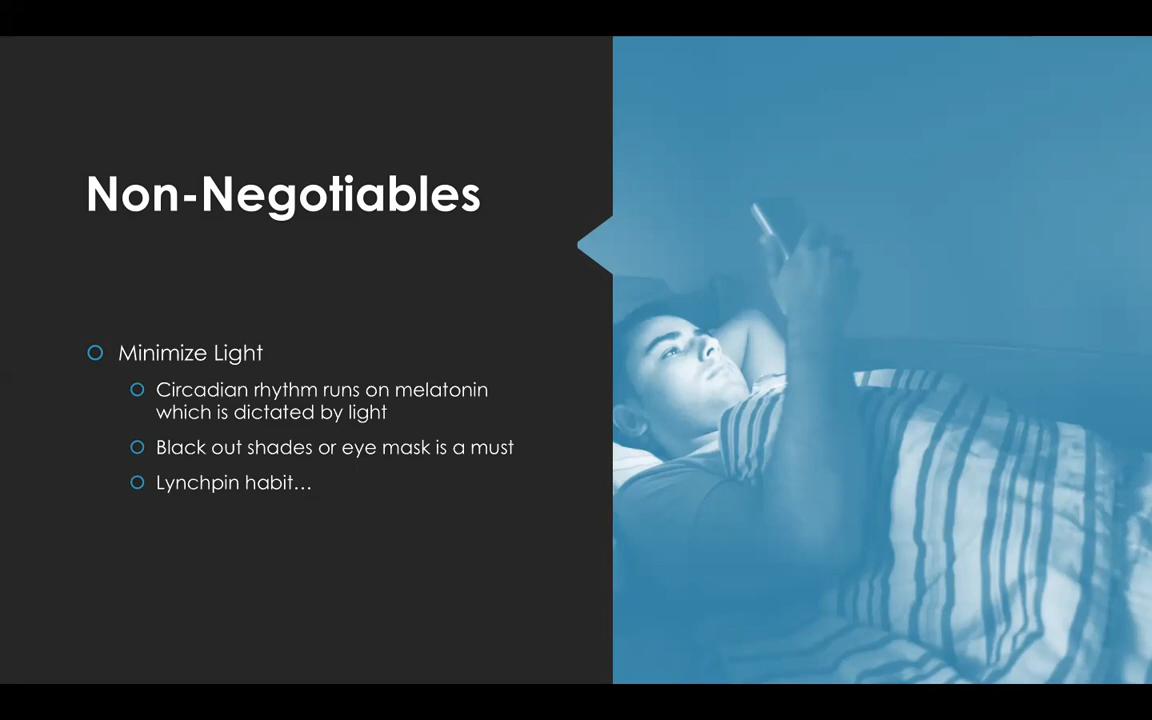 Non-Negotiables
Minimize Light
Circadian rhythm runs on melatonin
which is dictated by light
Black out shades or eye mask is a must
Lynchpin habit…